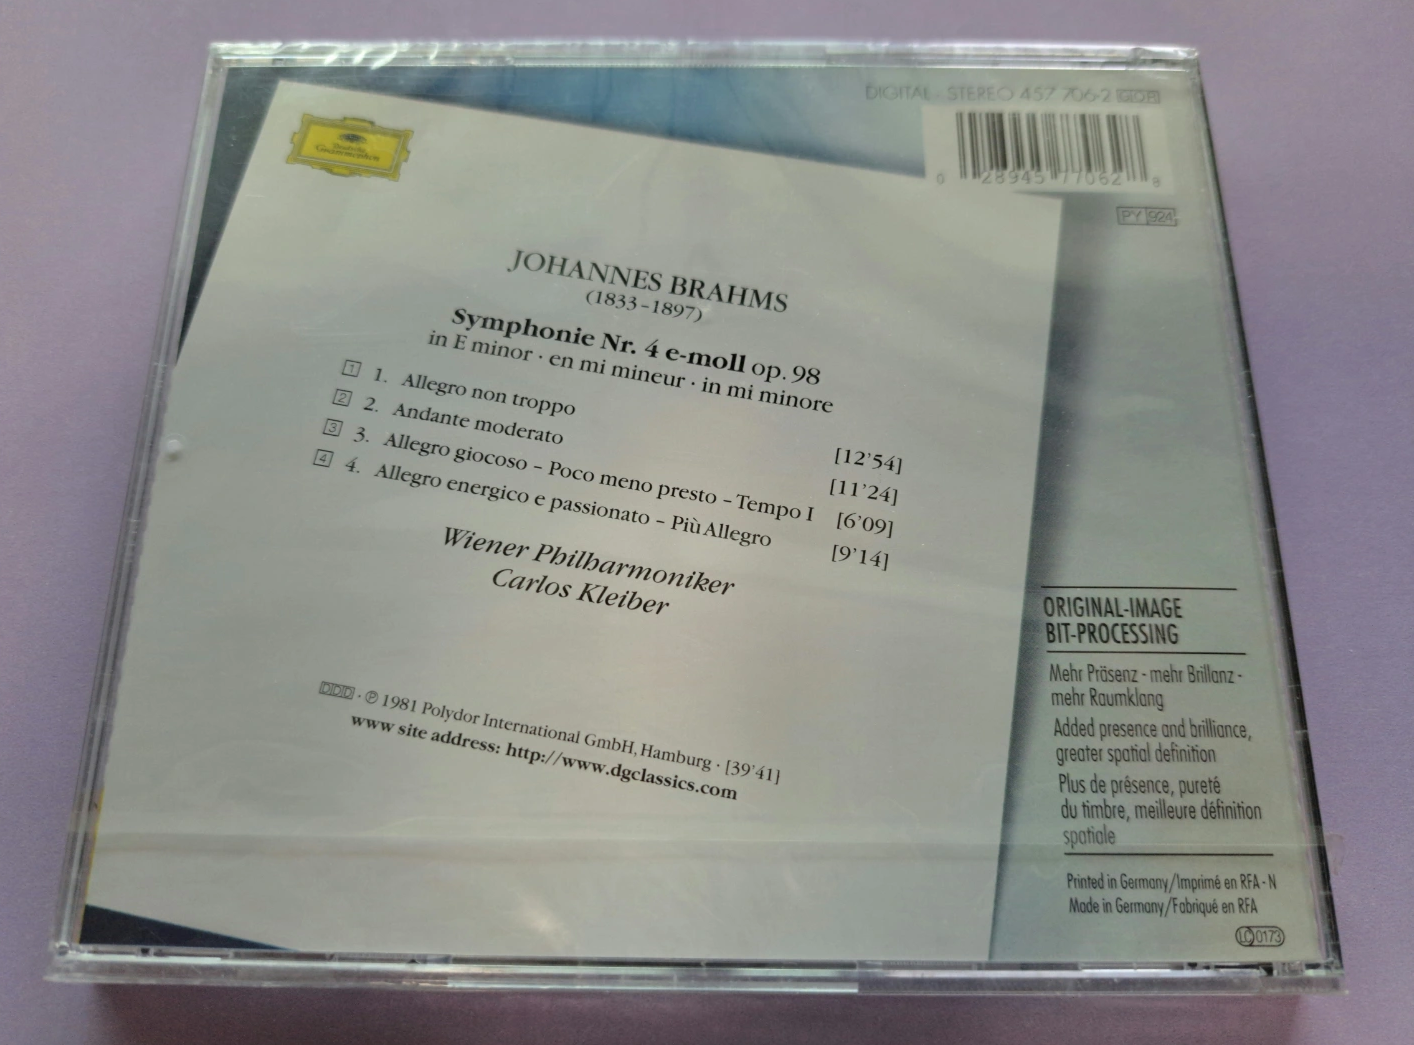 DIGITAL · STEREO 457 706-2 GOR
0 28945 77062 8
PY 924
Deutsche
Grammophon
JOHANNES BRAHMS
(1833–1897)
Symphonie Nr. 4 e-moll op. 98
in E minor · en mi mineur · in mi minore
1 1. Allegro non troppo [12’54]
2 2. Andante moderato [11’24]
3 3. Allegro giocoso – Poco meno presto – Tempo I [6’09]
4 4. Allegro energico e passionato – Più Allegro [9’14]
Wiener Philharmoniker
Carlos Kleiber
DDD · ℗ 1981 Polydor International GmbH, Hamburg · [39’41]
www site address: http://www.dgclassics.com
ORIGINAL-IMAGE
BIT-PROCESSING
Mehr Präsenz - mehr Brillanz -
mehr Raumklang
Added presence and brilliance,
greater spatial definition
Plus de présence, pureté
du timbre, meilleure définition
spatiale
Printed in Germany/Imprimé en RFA - N
Made in Germany/Fabriqué en RFA
LC 0173